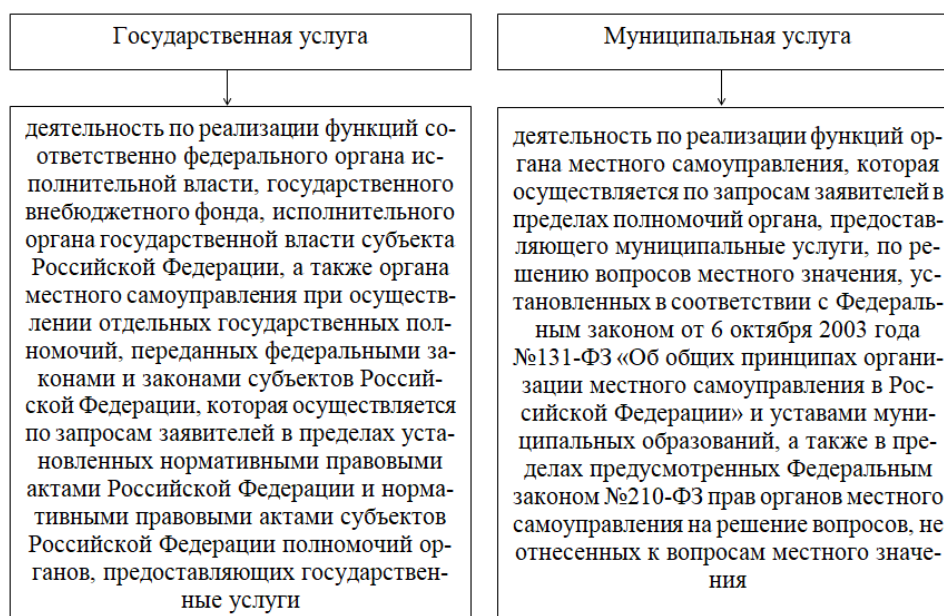 Государственная услуга
деятельность по реализации функций со-
ответственно федерального органа ис-
полнительной власти, государственного
внебюджетного фонда, исполнительного
органа государственной власти субъекта
Российской Федерации, а также органа
местного самоуправления при осуществ-
лении отдельных государственных пол-
номочий, переданных федеральными за-
конами и законами субъектов Россий-
ской Федерации, которая осуществляется
по запросам заявителей в пределах уста-
новленных нормативными правовыми
актами Российской Федерации и норма-
тивными правовыми актами субъектов
Российской Федерации полномочий ор-
ганов, предоставляющих государствен-
ные услуги
Муниципальная услуга
деятельность по реализации функций ор-
гана местного самоуправления, которая
осуществляется по запросам заявителей в
пределах полномочий органа, предостав-
ляющего муниципальные услуги, по ре-
шению вопросов местного значения, ус-
тановленных в соответствии с Федераль-
ным законом от 6 октября 2003 года
№131-ФЗ «Об общих принципах органи-
зации местного самоуправления в Рос-
сийской Федерации» и уставами муни-
ципальных образований, а также в пре-
делах предусмотренных Федеральным
законом №210-ФЗ прав органов местного
самоуправления на решение вопросов, не
отнесенных к вопросам местного значе-
ния